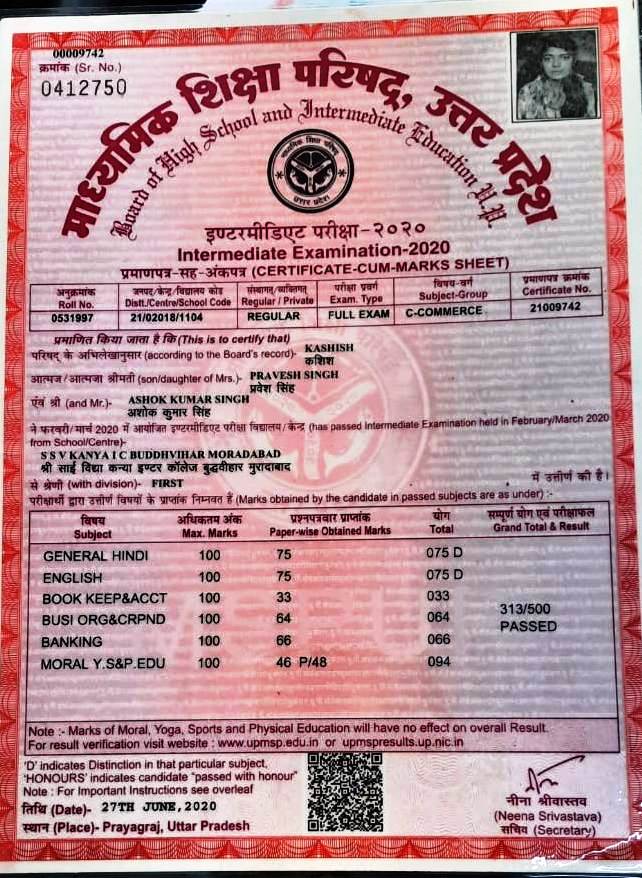 00009742
क्रमांक (Sr. No.)
0412750
माध्यमिक शिक्षा परिषद्, उत्तर प्रदेश
Board of High School and Intermediate Education U.P.
माध्यमिक शिक्षा परिषद्
उत्तर प्रदेश
इण्टरमीडिएट परीक्षा-२०२०
Intermediate Examination-2020
प्रमाणपत्र-सह-अंकपत्र (CERTIFICATE-CUM-MARKS SHEET)
अनुक्रमांक जनपद/केन्द्र/विद्यालय कोड संस्थागत/व्यक्तिगत परीक्षा प्रवर्ग विषय-वर्ग प्रमाणपत्र क्रमांक
Roll No. Distt./Centre/School Code Regular / Private Exam. Type Subject-Group Certificate No.
0531997 21/02018/1104 REGULAR FULL EXAM C-COMMERCE 21009742
प्रमाणित किया जाता है कि (This is to certify that)
KASHISH
परिषद् के अभिलेखानुसार (according to the Board's record)- कशिश
आत्मज/आत्मजा श्रीमती (son/daughter of Mrs.)- PRAVESH SINGH
प्रवेश सिंह
एवं श्री (and Mr.)- ASHOK KUMAR SINGH
अशोक कुमार सिंह
ने फरवरी/मार्च 2020 में आयोजित इण्टरमीडिएट परीक्षा विद्यालय/केन्द्र (has passed Intermediate Examination held in February/March 2020
from School/Centre)-
S S V KANYA I C BUDDHVIHAR MORADABAD
श्री साई विद्या कन्या इण्टर कॉलेज बुद्धवीहार मुरादाबाद
से श्रेणी (with division)- FIRST में उत्तीर्ण की है।
परीक्षार्थी द्वारा उत्तीर्ण विषयों के प्राप्तांक निम्नवत हैं (Marks obtained by the candidate in passed subjects are as under) :-
विषय अधिकतम अंक प्रश्नपत्रवार प्राप्तांक योग सम्पूर्ण योग एवं परीक्षाफल
Subject Max. Marks Paper-wise Obtained Marks Total Grand Total & Result
GENERAL HINDI 100 75 075 D
ENGLISH 100 75 075 D
BOOK KEEP&ACCT 100 33 033
313/500
BUSI ORG&CRPND 100 64 064
PASSED
BANKING 100 66 066
MORAL Y.S&P.EDU 100 46 P/48 094
Note :- Marks of Moral, Yoga, Sports and Physical Education will have no effect on overall Result.
For result verification visit website : www.upmsp.edu.in or upmspresults.up.nic.in
'D' indicates Distinction in that particular subject,
'HONOURS' indicates candidate "passed with honour"
Note : For Important Instructions see overleaf
तिथि (Date)- 27TH JUNE,2020
स्थान (Place)- Prayagraj, Uttar Pradesh
नीना श्रीवास्तव
(Neena Srivastava)
सचिव (Secretary)